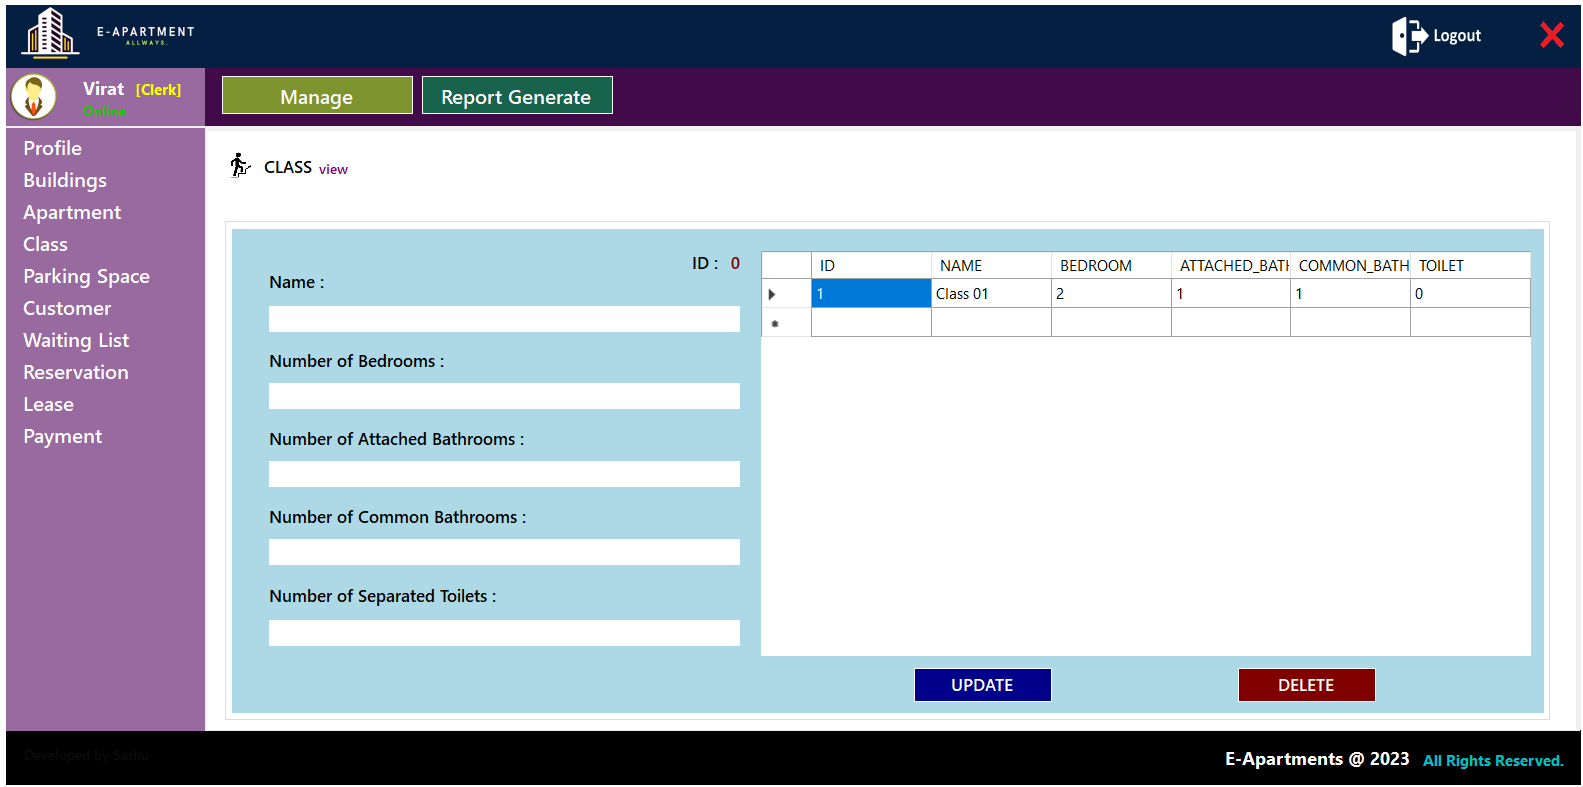 E-APARTMENT
ALLWAYS.
Logout
Virat [Clerk]
Online
Manage
Report Generate
Profile
Buildings
Apartment
Class
Parking Space
Customer
Waiting List
Reservation
Lease
Payment
CLASS view
ID : 0
Name :
Number of Bedrooms :
Number of Attached Bathrooms :
Number of Common Bathrooms :
Number of Separated Toilets :
ID NAME BEDROOM ATTACHED_BATH COMMON_BATH TOILET
1 Class 01 2 1 1 0
UPDATE
DELETE
Developed by Sathu
E-Apartments @ 2023 All Rights Reserved.